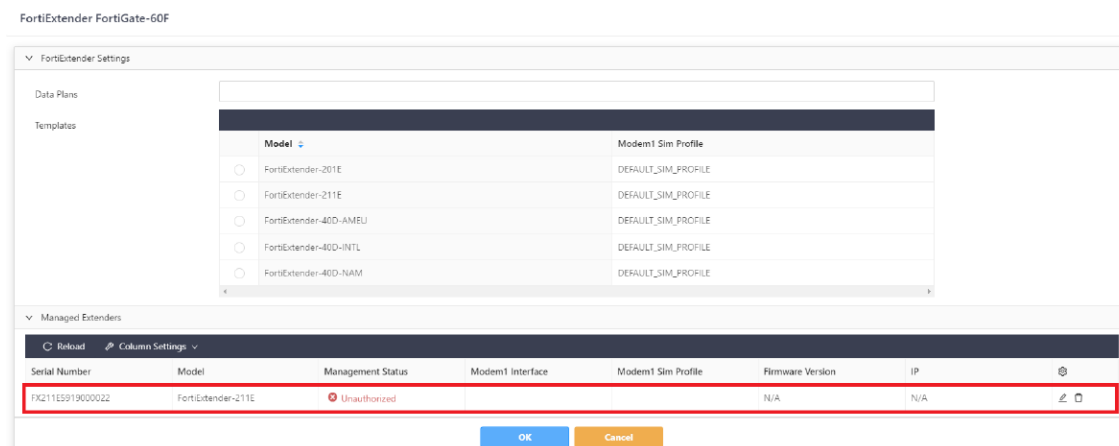 FortiExtender FortiGate-60F
FortiExtender Settings
Data Plans
Templates
Model Modem1 Sim Profile
FortiExtender-201E DEFAULT_SIM_PROFILE
FortiExtender-211E DEFAULT_SIM_PROFILE
FortiExtender-40D-AMEU DEFAULT_SIM_PROFILE
FortiExtender-40D-INTL DEFAULT_SIM_PROFILE
FortiExtender-40D-NAM DEFAULT_SIM_PROFILE
Managed Extenders
Reload Column Settings
Serial Number Model Management Status Modem1 Interface Modem1 Sim Profile Firmware Version IP
FX211E5919000022 FortiExtender-211E Unauthorized N/A N/A
OK Cancel